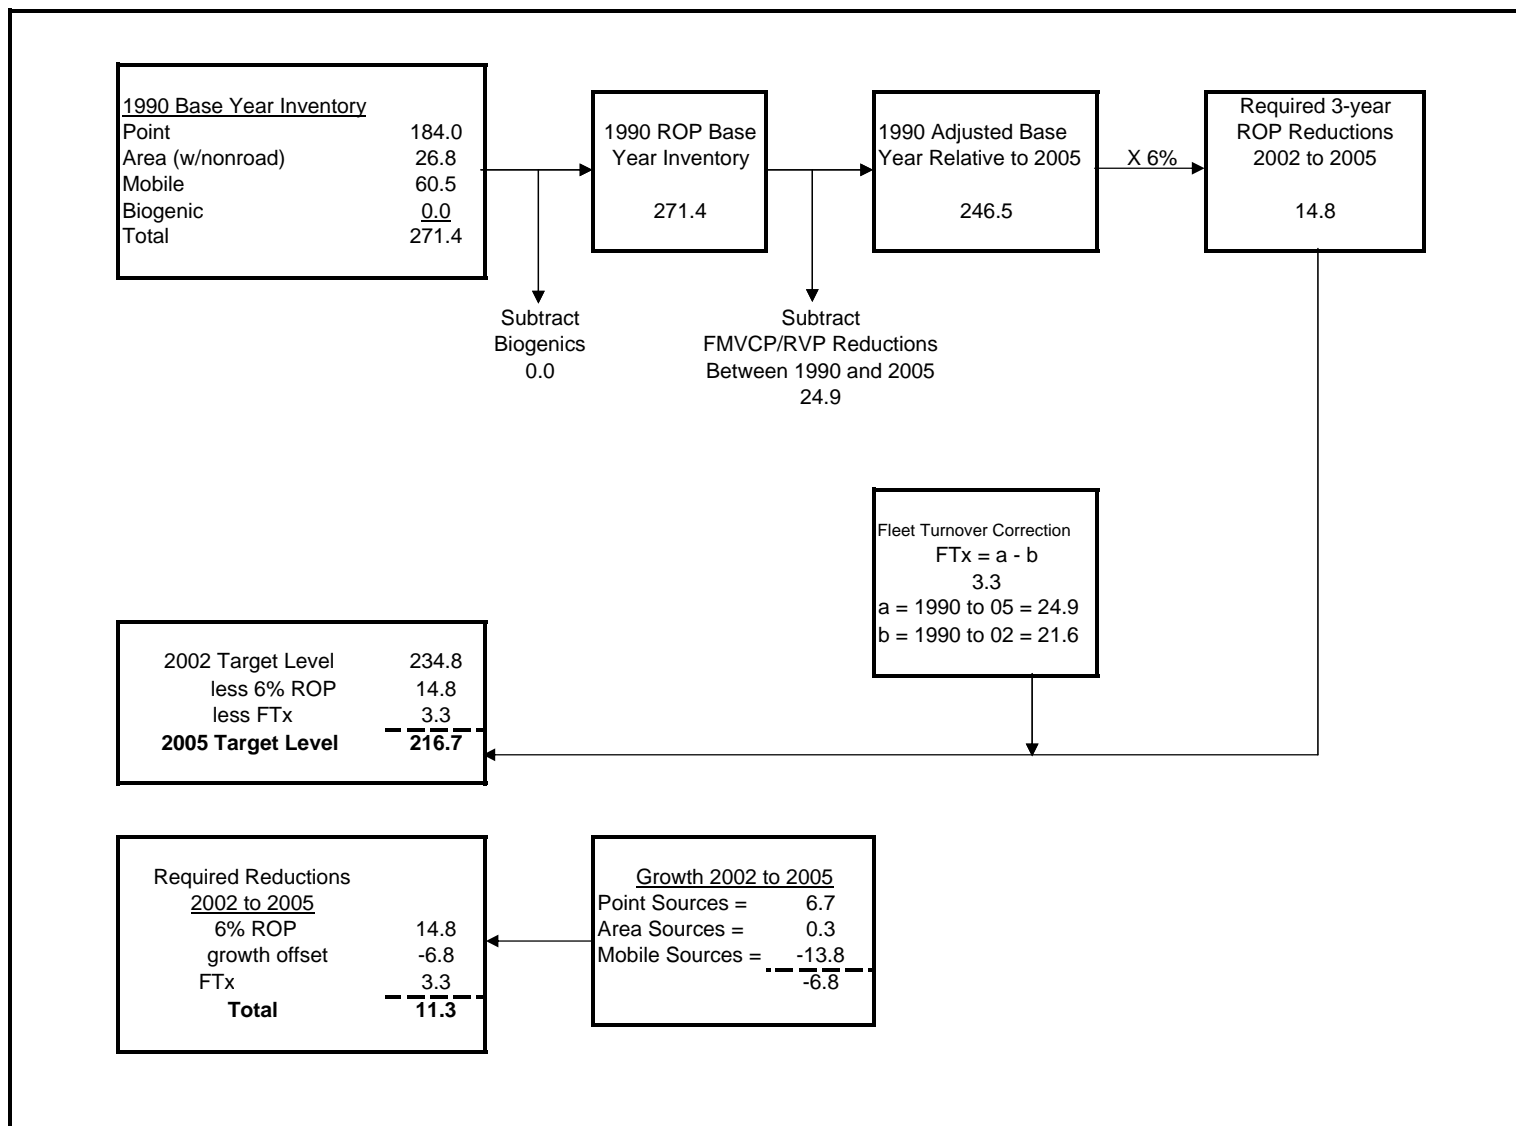 1990 Base Year Inventory
Point 184.0
Area (w/nonroad) 26.8
Mobile 60.5
Biogenic 0.0
Total 271.4
1990 ROP Base
Year Inventory
271.4
1990 Adjusted Base
Year Relative to 2005
246.5
X 6%
Required 3-year
ROP Reductions
2002 to 2005
14.8
Subtract
Biogenics
0.0
Subtract
FMVCP/RVP Reductions
Between 1990 and 2005
24.9
Fleet Turnover Correction
FTx = a - b
3.3
a = 1990 to 05 = 24.9
b = 1990 to 02 = 21.6
2002 Target Level 234.8
less 6% ROP 14.8
less FTx 3.3
2005 Target Level 216.7
Required Reductions
2002 to 2005
6% ROP 14.8
growth offset -6.8
FTx 3.3
Total 11.3
Growth 2002 to 2005
Point Sources = 6.7
Area Sources = 0.3
Mobile Sources = -13.8
-6.8